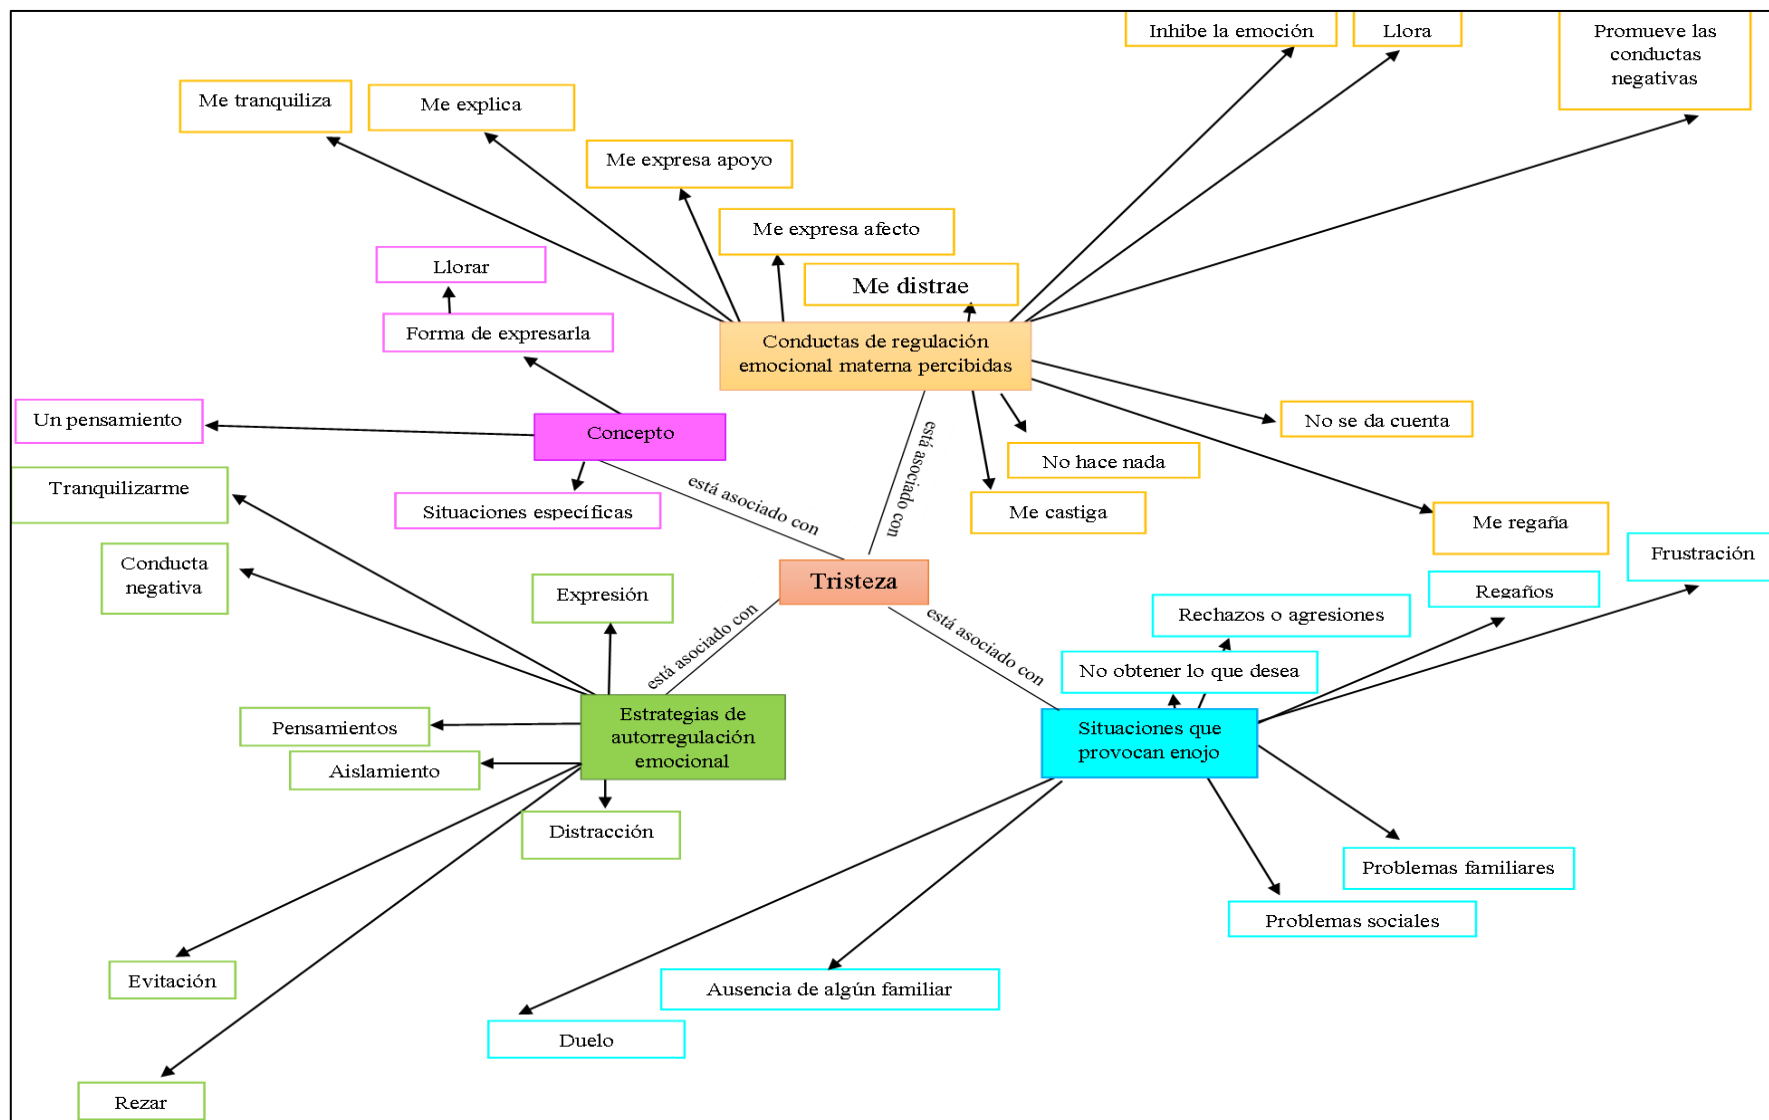 Inhibe la emoción
Llora
Promueve las
conductas
negativas
Me tranquiliza
Me explica
Me expresa apoyo
Me expresa afecto
Me distrae
Llorar
Forma de expresarla
Conductas de regulación
emocional materna percibidas
Un pensamiento
Concepto
No se da cuenta
No hace nada
Situaciones específicas
Me castiga
Me regaña
está asociado con
está asociado con
Tranquilizarme
Conducta
negativa
Expresión
Tristeza
Frustración
Regaños
Rechazos o agresiones
No obtener lo que desea
está asociado con
está asociado con
Pensamientos
Aislamiento
Estrategias de
autorregulación
emocional
Situaciones que
provocan enojo
Distracción
Problemas familiares
Problemas sociales
Evitación
Ausencia de algún familiar
Duelo
Rezar